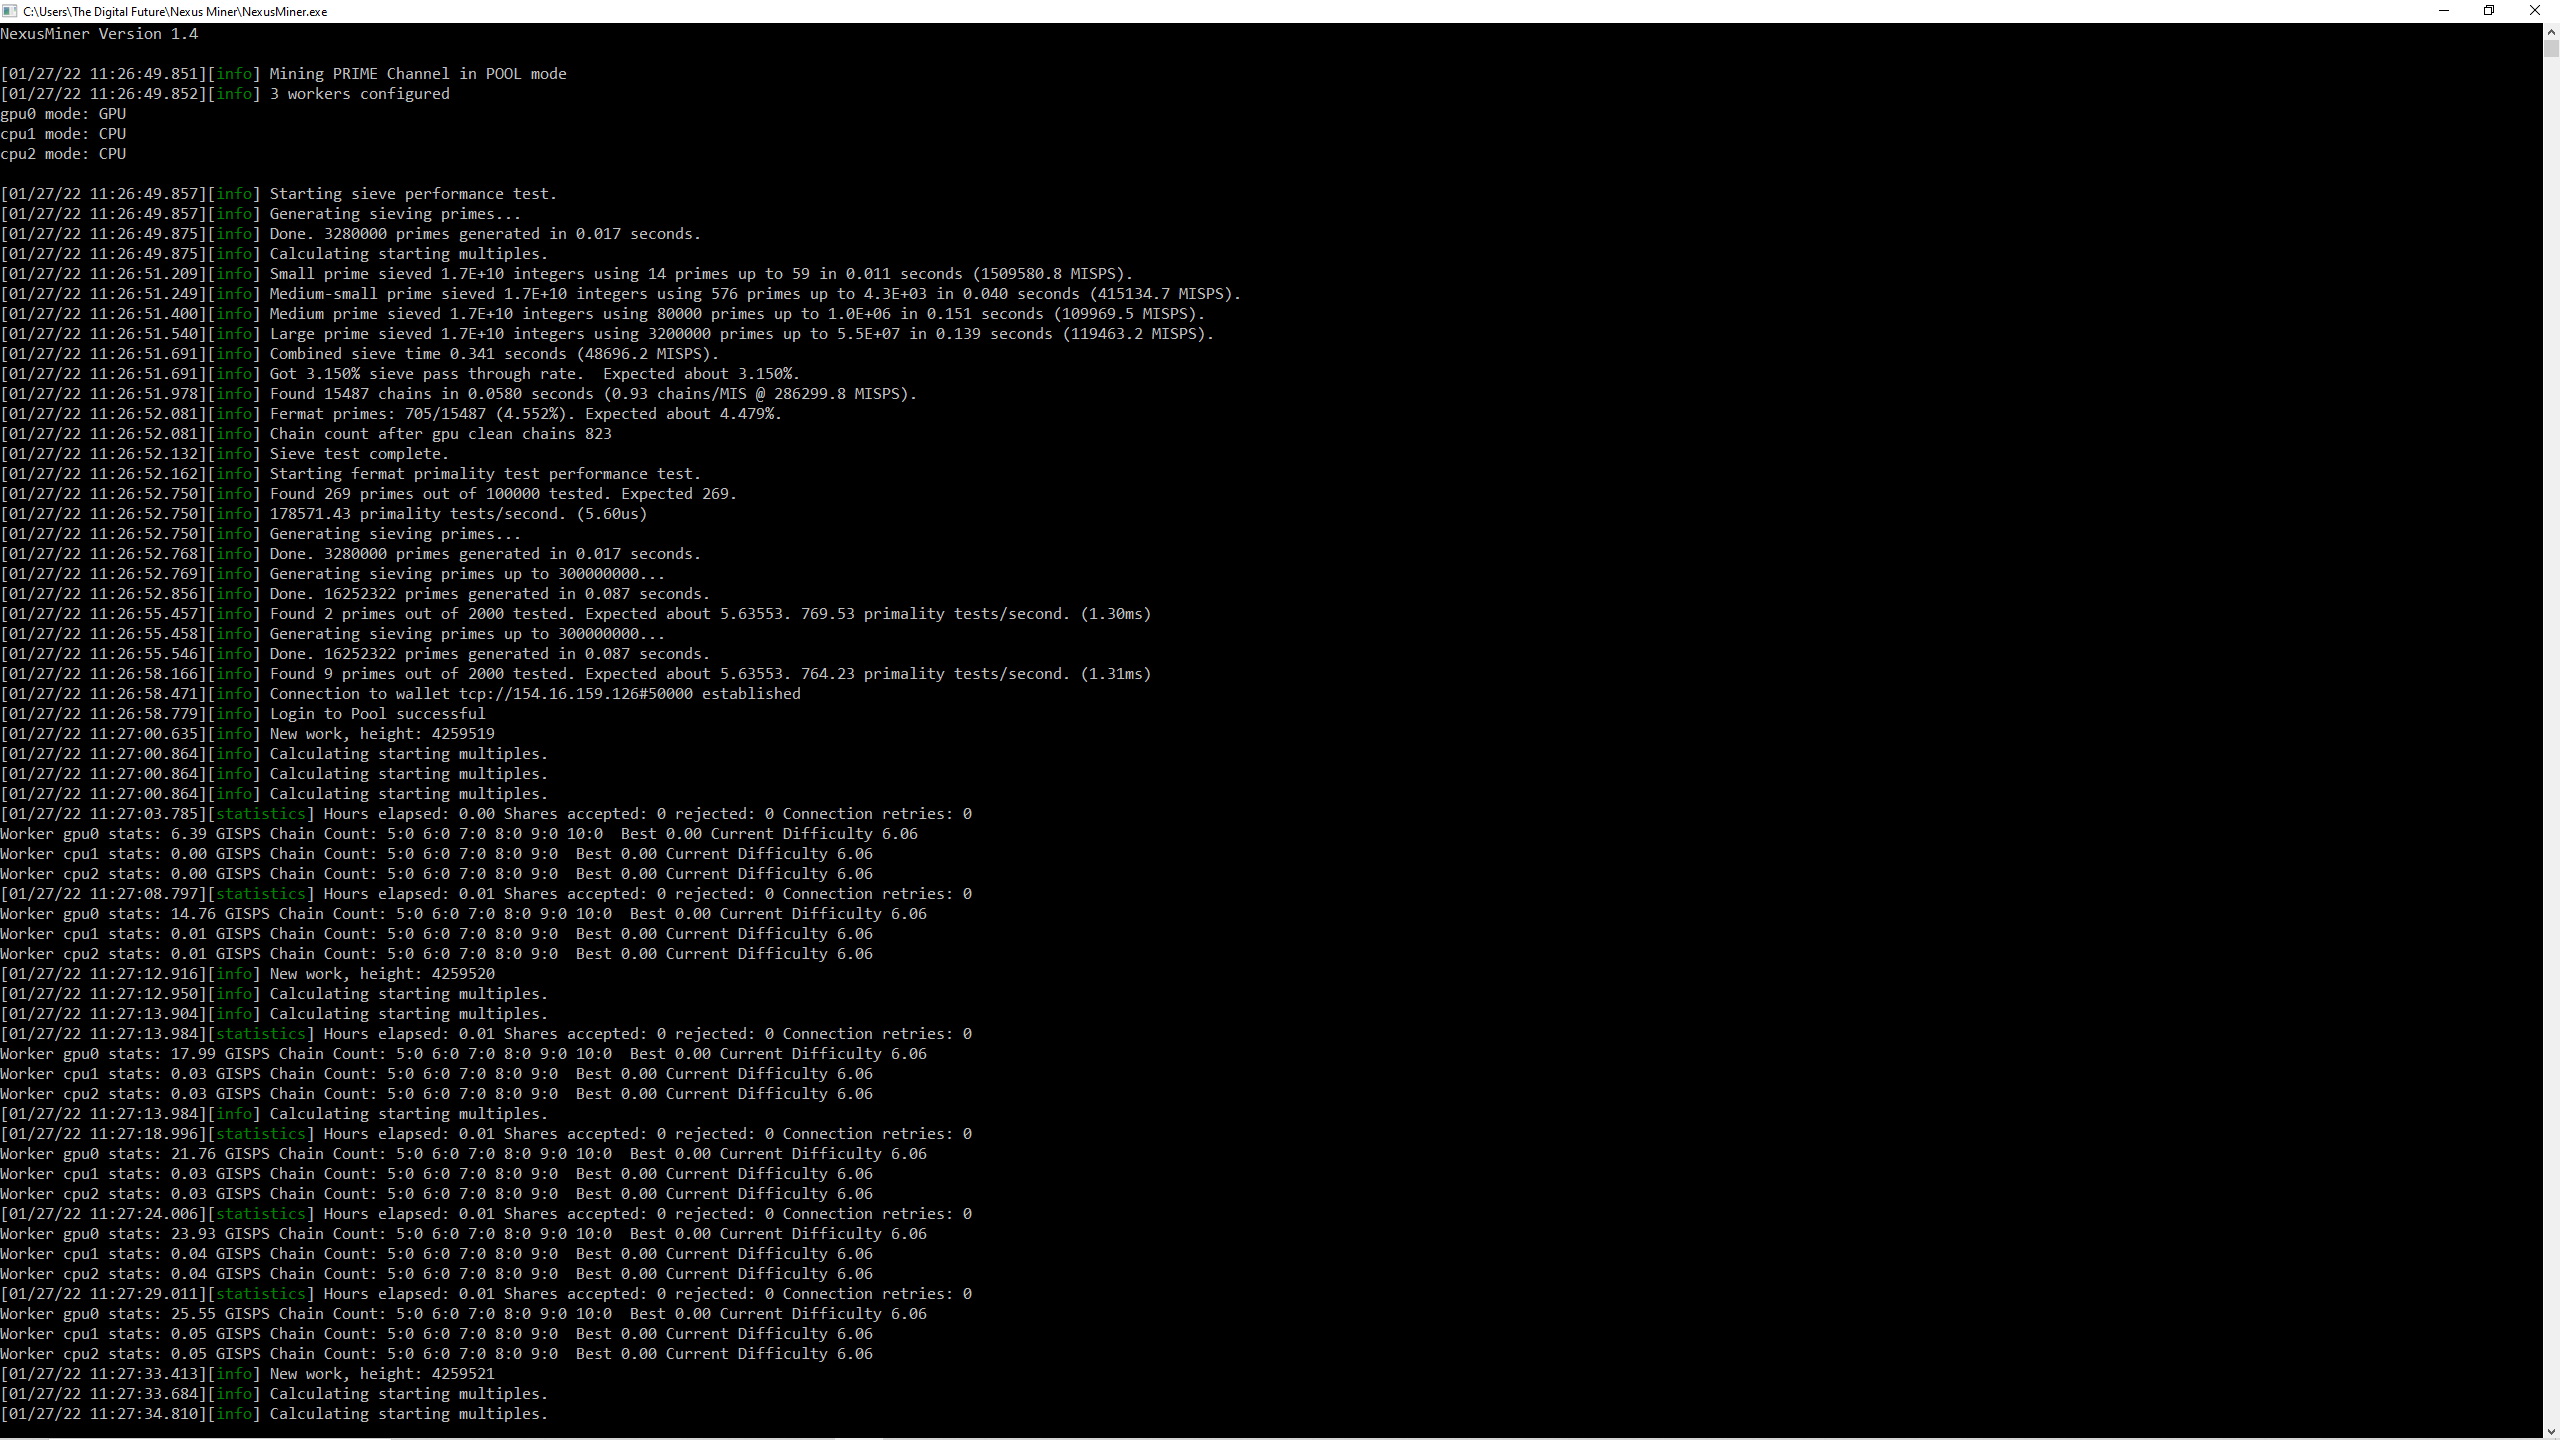 C:\Users\The Digital Future\Nexus Miner\NexusMiner.exe
NexusMiner Version 1.4
[01/27/22 11:26:49.851][info] Mining PRIME Channel in POOL mode
[01/27/22 11:26:49.852][info] 3 workers configured
gpu0 mode: GPU
cpu1 mode: CPU
cpu2 mode: CPU
[01/27/22 11:26:49.857][info] Starting sieve performance test.
[01/27/22 11:26:49.857][info] Generating sieving primes...
[01/27/22 11:26:49.875][info] Done. 3280000 primes generated in 0.017 seconds.
[01/27/22 11:26:49.875][info] Calculating starting multiples.
[01/27/22 11:26:51.209][info] Small prime sieved 1.7E+10 integers using 14 primes up to 59 in 0.011 seconds (1509580.8 MISPS).
[01/27/22 11:26:51.249][info] Medium-small prime sieved 1.7E+10 integers using 576 primes up to 4.3E+03 in 0.040 seconds (415134.7 MISPS).
[01/27/22 11:26:51.400][info] Medium prime sieved 1.7E+10 integers using 80000 primes up to 1.0E+06 in 0.151 seconds (109969.5 MISPS).
[01/27/22 11:26:51.540][info] Large prime sieved 1.7E+10 integers using 3200000 primes up to 5.5E+07 in 0.139 seconds (119463.2 MISPS).
[01/27/22 11:26:51.691][info] Combined sieve time 0.341 seconds (48696.2 MISPS).
[01/27/22 11:26:51.691][info] Got 3.150% sieve pass through rate.  Expected about 3.150%.
[01/27/22 11:26:51.978][info] Found 15487 chains in 0.0580 seconds (0.93 chains/MIS @ 286299.8 MISPS).
[01/27/22 11:26:52.081][info] Fermat primes: 705/15487 (4.552%). Expected about 4.479%.
[01/27/22 11:26:52.081][info] Chain count after gpu clean chains 823
[01/27/22 11:26:52.132][info] Sieve test complete.
[01/27/22 11:26:52.162][info] Starting fermat primality test performance test.
[01/27/22 11:26:52.750][info] Found 269 primes out of 100000 tested. Expected 269.
[01/27/22 11:26:52.750][info] 178571.43 primality tests/second. (5.60us)
[01/27/22 11:26:52.750][info] Generating sieving primes...
[01/27/22 11:26:52.768][info] Done. 3280000 primes generated in 0.017 seconds.
[01/27/22 11:26:52.769][info] Generating sieving primes up to 300000000...
[01/27/22 11:26:52.856][info] Done. 16252322 primes generated in 0.087 seconds.
[01/27/22 11:26:55.457][info] Found 2 primes out of 2000 tested. Expected about 5.63553. 769.53 primality tests/second. (1.30ms)
[01/27/22 11:26:55.458][info] Generating sieving primes up to 300000000...
[01/27/22 11:26:55.546][info] Done. 16252322 primes generated in 0.087 seconds.
[01/27/22 11:26:58.166][info] Found 9 primes out of 2000 tested. Expected about 5.63553. 764.23 primality tests/second. (1.31ms)
[01/27/22 11:26:58.471][info] Connection to wallet tcp://154.16.159.126#50000 established
[01/27/22 11:26:58.779][info] Login to Pool successful
[01/27/22 11:27:00.635][info] New work, height: 4259519
[01/27/22 11:27:00.864][info] Calculating starting multiples.
[01/27/22 11:27:00.864][info] Calculating starting multiples.
[01/27/22 11:27:00.864][info] Calculating starting multiples.
[01/27/22 11:27:03.785][statistics] Hours elapsed: 0.00 Shares accepted: 0 rejected: 0 Connection retries: 0
Worker gpu0 stats: 6.39 GISPS Chain Count: 5:0 6:0 7:0 8:0 9:0 10:0  Best 0.00 Current Difficulty 6.06
Worker cpu1 stats: 0.00 GISPS Chain Count: 5:0 6:0 7:0 8:0 9:0  Best 0.00 Current Difficulty 6.06
Worker cpu2 stats: 0.00 GISPS Chain Count: 5:0 6:0 7:0 8:0 9:0  Best 0.00 Current Difficulty 6.06
[01/27/22 11:27:08.797][statistics] Hours elapsed: 0.01 Shares accepted: 0 rejected: 0 Connection retries: 0
Worker gpu0 stats: 14.76 GISPS Chain Count: 5:0 6:0 7:0 8:0 9:0 10:0  Best 0.00 Current Difficulty 6.06
Worker cpu1 stats: 0.01 GISPS Chain Count: 5:0 6:0 7:0 8:0 9:0  Best 0.00 Current Difficulty 6.06
Worker cpu2 stats: 0.01 GISPS Chain Count: 5:0 6:0 7:0 8:0 9:0  Best 0.00 Current Difficulty 6.06
[01/27/22 11:27:12.916][info] New work, height: 4259520
[01/27/22 11:27:12.950][info] Calculating starting multiples.
[01/27/22 11:27:13.904][info] Calculating starting multiples.
[01/27/22 11:27:13.984][statistics] Hours elapsed: 0.01 Shares accepted: 0 rejected: 0 Connection retries: 0
Worker gpu0 stats: 17.99 GISPS Chain Count: 5:0 6:0 7:0 8:0 9:0 10:0  Best 0.00 Current Difficulty 6.06
Worker cpu1 stats: 0.03 GISPS Chain Count: 5:0 6:0 7:0 8:0 9:0  Best 0.00 Current Difficulty 6.06
Worker cpu2 stats: 0.03 GISPS Chain Count: 5:0 6:0 7:0 8:0 9:0  Best 0.00 Current Difficulty 6.06
[01/27/22 11:27:13.984][info] Calculating starting multiples.
[01/27/22 11:27:18.996][statistics] Hours elapsed: 0.01 Shares accepted: 0 rejected: 0 Connection retries: 0
Worker gpu0 stats: 21.76 GISPS Chain Count: 5:0 6:0 7:0 8:0 9:0 10:0  Best 0.00 Current Difficulty 6.06
Worker cpu1 stats: 0.03 GISPS Chain Count: 5:0 6:0 7:0 8:0 9:0  Best 0.00 Current Difficulty 6.06
Worker cpu2 stats: 0.03 GISPS Chain Count: 5:0 6:0 7:0 8:0 9:0  Best 0.00 Current Difficulty 6.06
[01/27/22 11:27:24.006][statistics] Hours elapsed: 0.01 Shares accepted: 0 rejected: 0 Connection retries: 0
Worker gpu0 stats: 23.93 GISPS Chain Count: 5:0 6:0 7:0 8:0 9:0 10:0  Best 0.00 Current Difficulty 6.06
Worker cpu1 stats: 0.04 GISPS Chain Count: 5:0 6:0 7:0 8:0 9:0  Best 0.00 Current Difficulty 6.06
Worker cpu2 stats: 0.04 GISPS Chain Count: 5:0 6:0 7:0 8:0 9:0  Best 0.00 Current Difficulty 6.06
[01/27/22 11:27:29.011][statistics] Hours elapsed: 0.01 Shares accepted: 0 rejected: 0 Connection retries: 0
Worker gpu0 stats: 25.55 GISPS Chain Count: 5:0 6:0 7:0 8:0 9:0 10:0  Best 0.00 Current Difficulty 6.06
Worker cpu1 stats: 0.05 GISPS Chain Count: 5:0 6:0 7:0 8:0 9:0  Best 0.00 Current Difficulty 6.06
Worker cpu2 stats: 0.05 GISPS Chain Count: 5:0 6:0 7:0 8:0 9:0  Best 0.00 Current Difficulty 6.06
[01/27/22 11:27:33.413][info] New work, height: 4259521
[01/27/22 11:27:33.684][info] Calculating starting multiples.
[01/27/22 11:27:34.810][info] Calculating starting multiples.